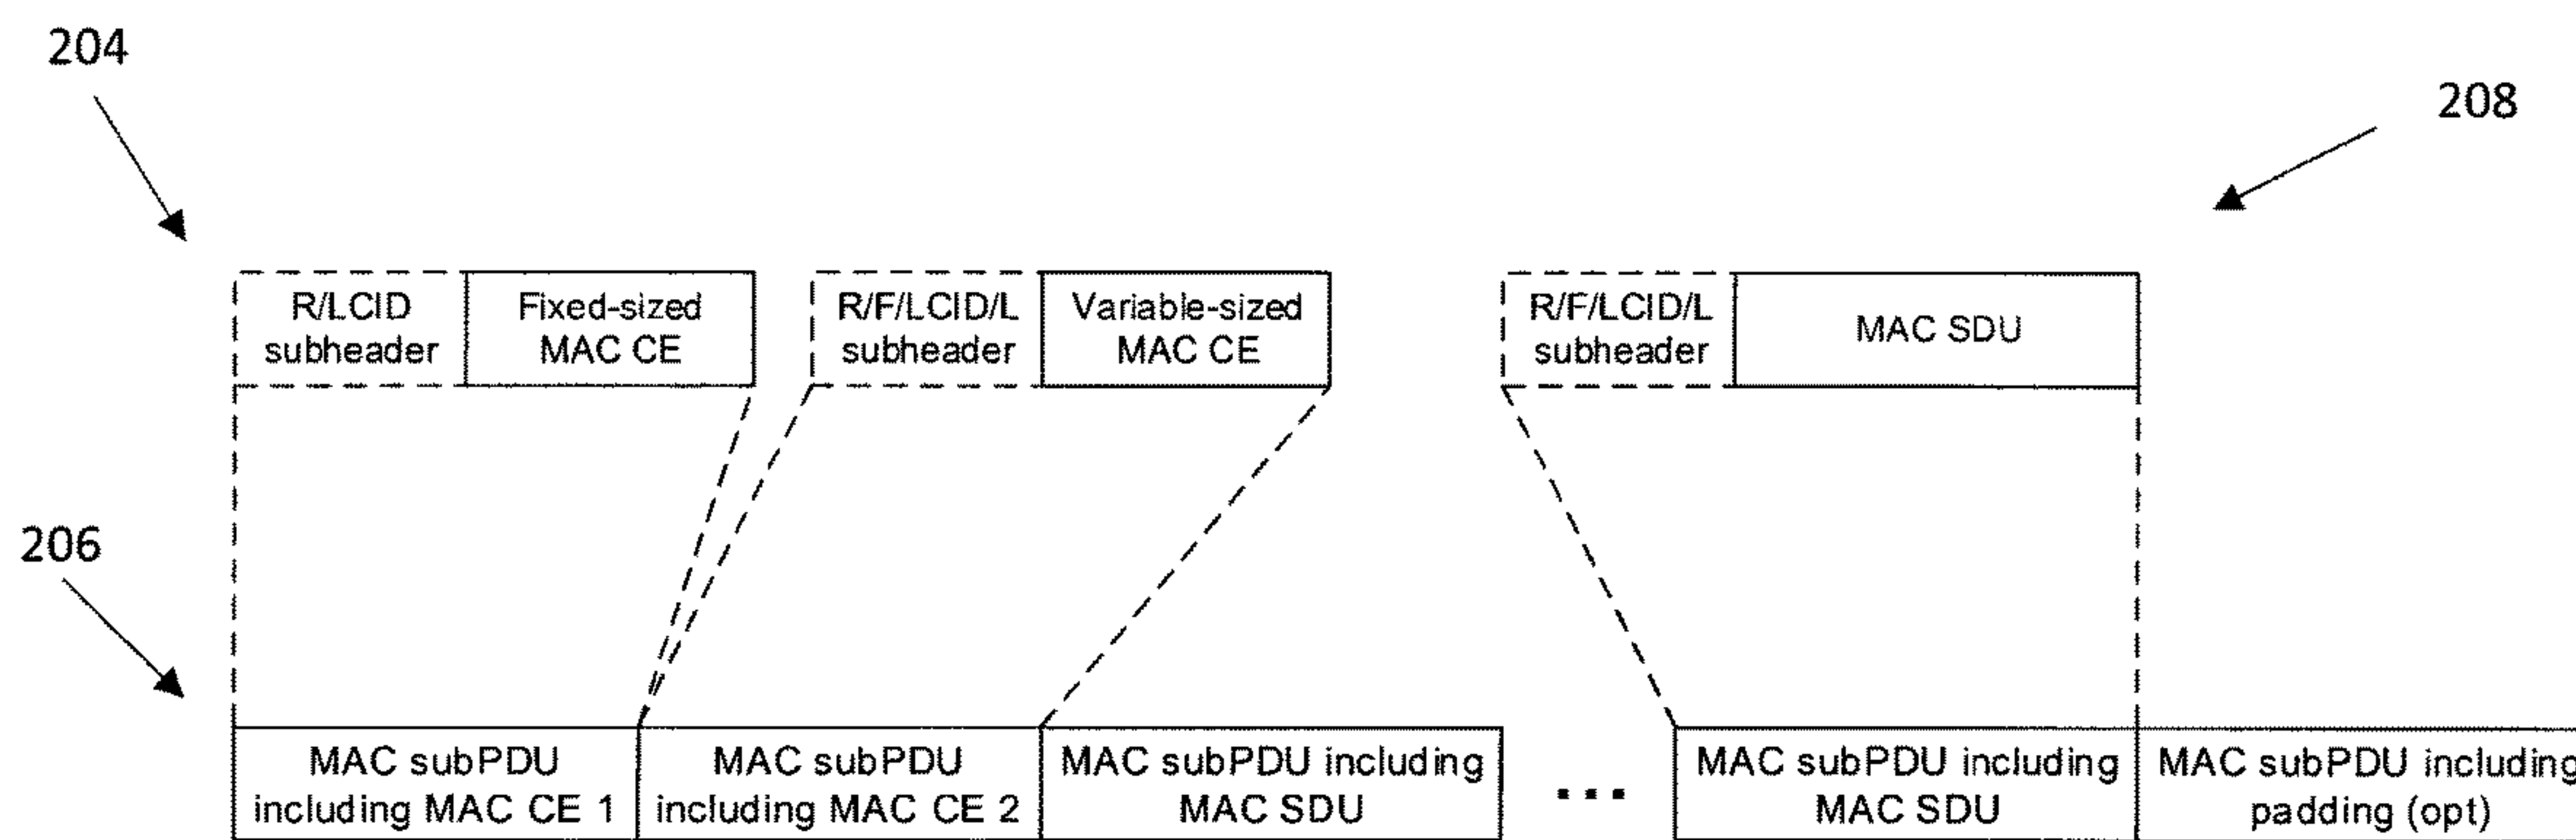 204
208
R/LCID
subheader
Fixed-sized
MAC CE
R/F/LCID/L
subheader
Variable-sized
MAC CE
R/F/LCID/L
subheader
MAC SDU
206
MAC subPDU
including MAC CE 1
MAC subPDU
including MAC CE 2
MAC subPDU including
MAC SDU
...
MAC subPDU including
MAC SDU
MAC subPDU including
padding (opt)